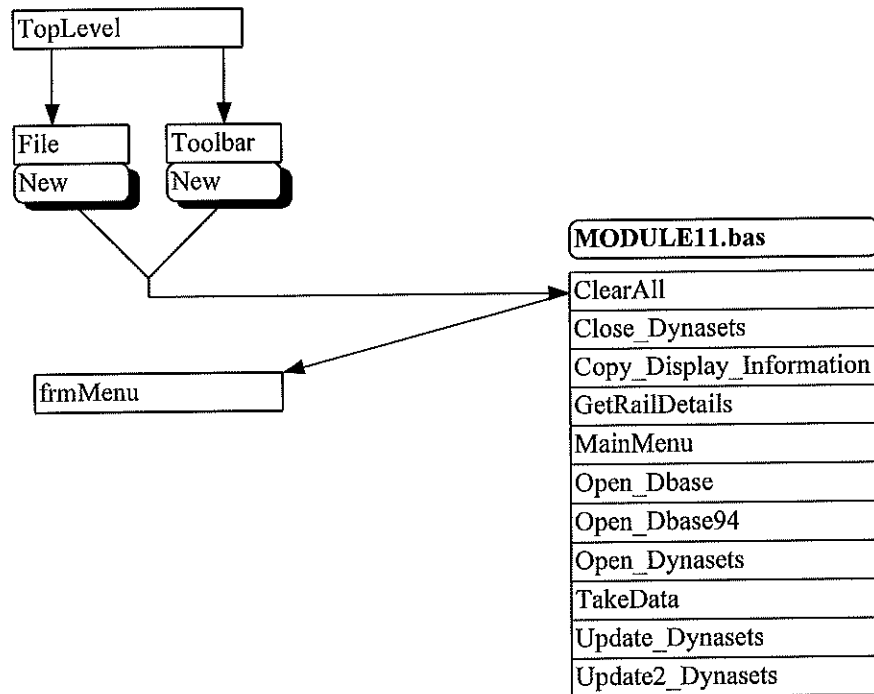 TopLevel
File
Toolbar
New
New
MODULE11.bas
ClearAll
Close_Dynasets
Copy_Display_Information
frmMenu
GetRailDetails
MainMenu
Open_Dbase
Open_Dbase94
Open_Dynasets
TakeData
Update_Dynasets
Update2_Dynasets